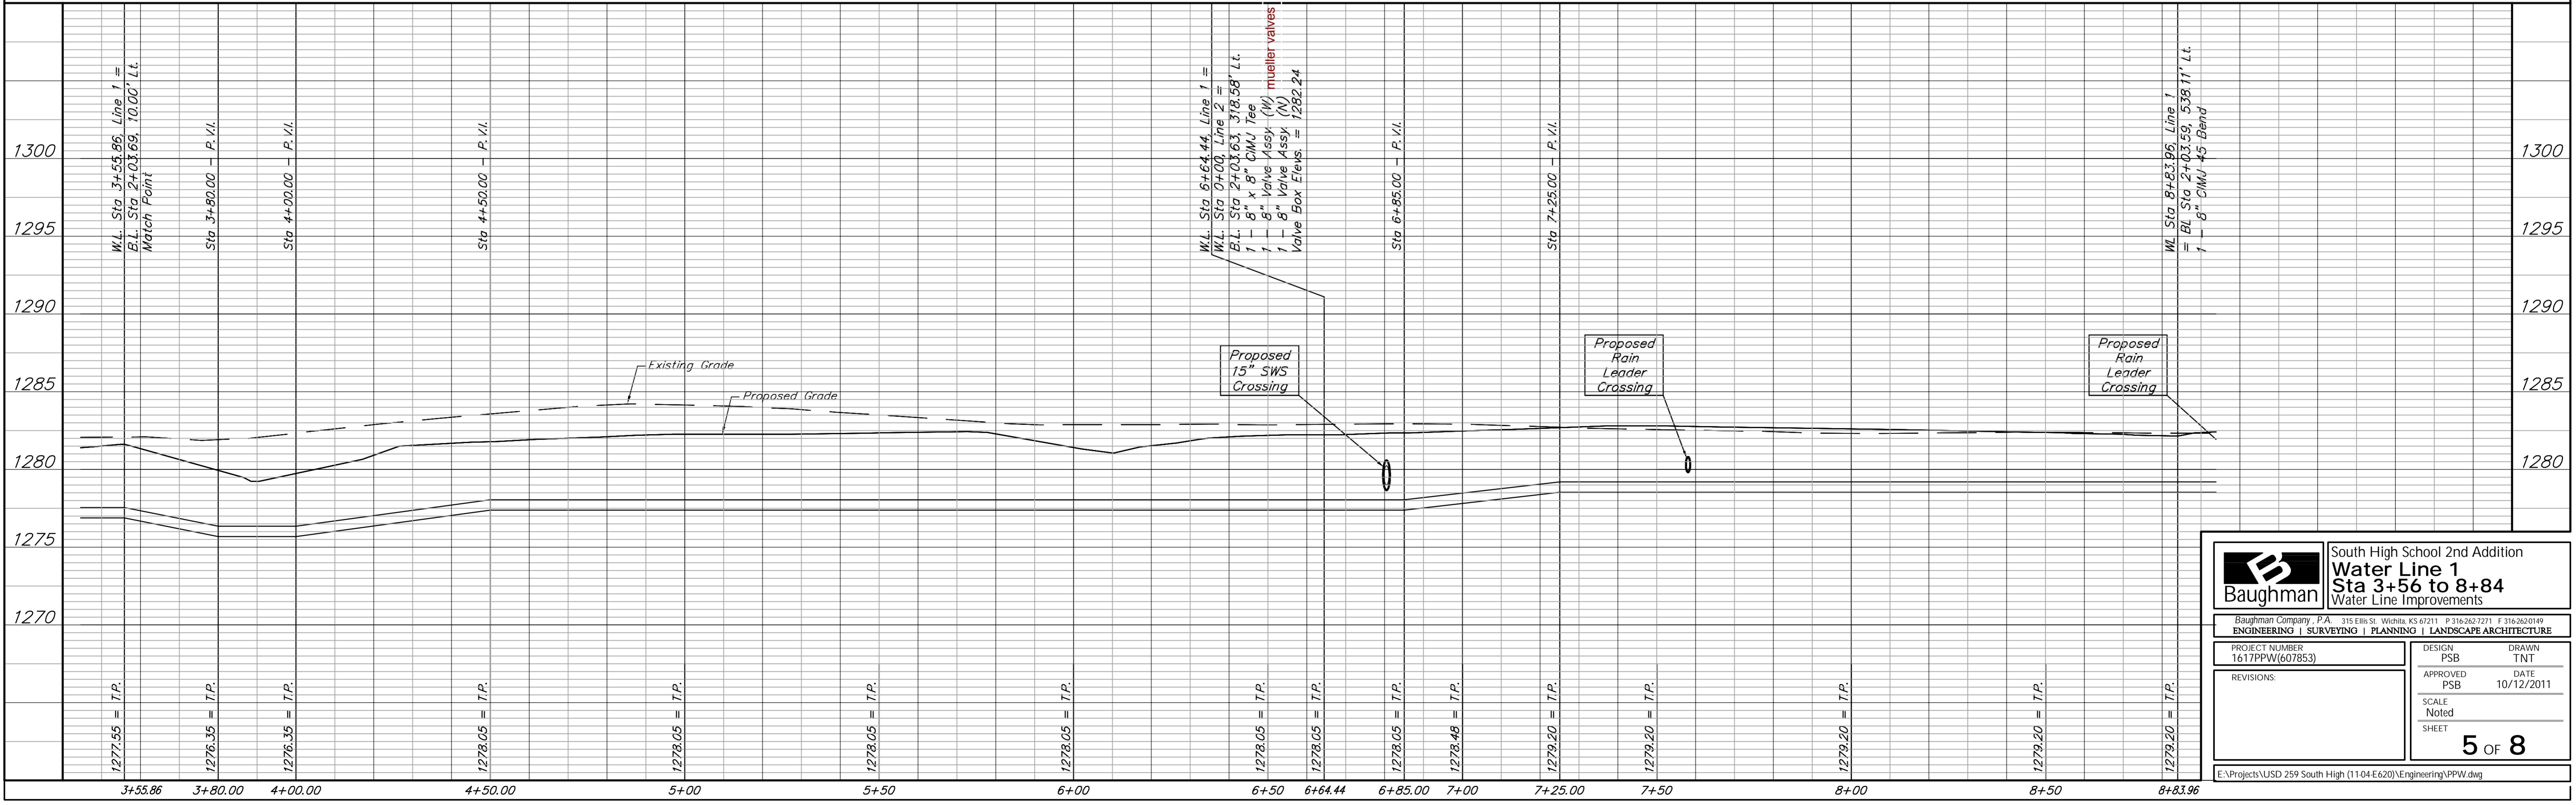 W.L. Sta 3+55.86, Line 1 =
B.L. Sta 2+03.69, 10.00' Lt.
Match Point
Sta 3+80.00 - P.V.I.
Sta 4+00.00 - P.V.I.
Sta 4+50.00 - P.V.I.
W.L. Sta 6+64.44, Line 1 =
W.L. Sta 0+00, Line 2 =
B.L. Sta 2+03.63, 318.58' Lt.
1 - 8" x 8" CIMJ Tee
1 - 8" Valve Assy. (W) mueller valves
1 - 8" Valve Assy. (N)
Valve Box Elevs. = 1282.24
Sta 6+85.00 - P.V.I.
Sta 7+25.00 - P.V.I.
WL Sta 8+83.96, Line 1
= BL Sta 2+03.59, 538.11' Lt.
1 - 8" CIMJ 45 Bend
1300
1295
1290
1285
1280
1275
1270
1300
1295
1290
1285
1280
Existing Grade
Proposed Grade
Proposed
15" SWS
Crossing
Proposed
Rain
Leader
Crossing
Proposed
Rain
Leader
Crossing
1277.55 = T.P.
1276.35 = T.P.
1276.35 = T.P.
1278.05 = T.P.
1278.05 = T.P.
1278.05 = T.P.
1278.05 = T.P.
1278.05 = T.P.
1278.05 = T.P.
1278.05 = T.P.
1278.48 = T.P.
1279.20 = T.P.
1279.20 = T.P.
1279.20 = T.P.
1279.20 = T.P.
1279.20 = T.P.
3+55.86 3+80.00 4+00.00 4+50.00 5+00 5+50 6+00 6+50 6+64.44 6+85.00 7+00 7+25.00 7+50 8+00 8+50 8+83.96
B
Baughman
South High School 2nd Addition
Water Line 1
Sta 3+56 to 8+84
Water Line Improvements
Baughman Company, P.A. 315 Ellis St. Wichita, KS 67211 P 316-262-7271 F 316-262-0149
ENGINEERING | SURVEYING | PLANNING | LANDSCAPE ARCHITECTURE
PROJECT NUMBER
1617PPW(607853)
REVISIONS:
DESIGN DRAWN
PSB TNT
APPROVED DATE
PSB 10/12/2011
SCALE
Noted
SHEET
5 OF 8
E:\Projects\USD 259 South High (11-04-E620)\Engineering\PPW.dwg